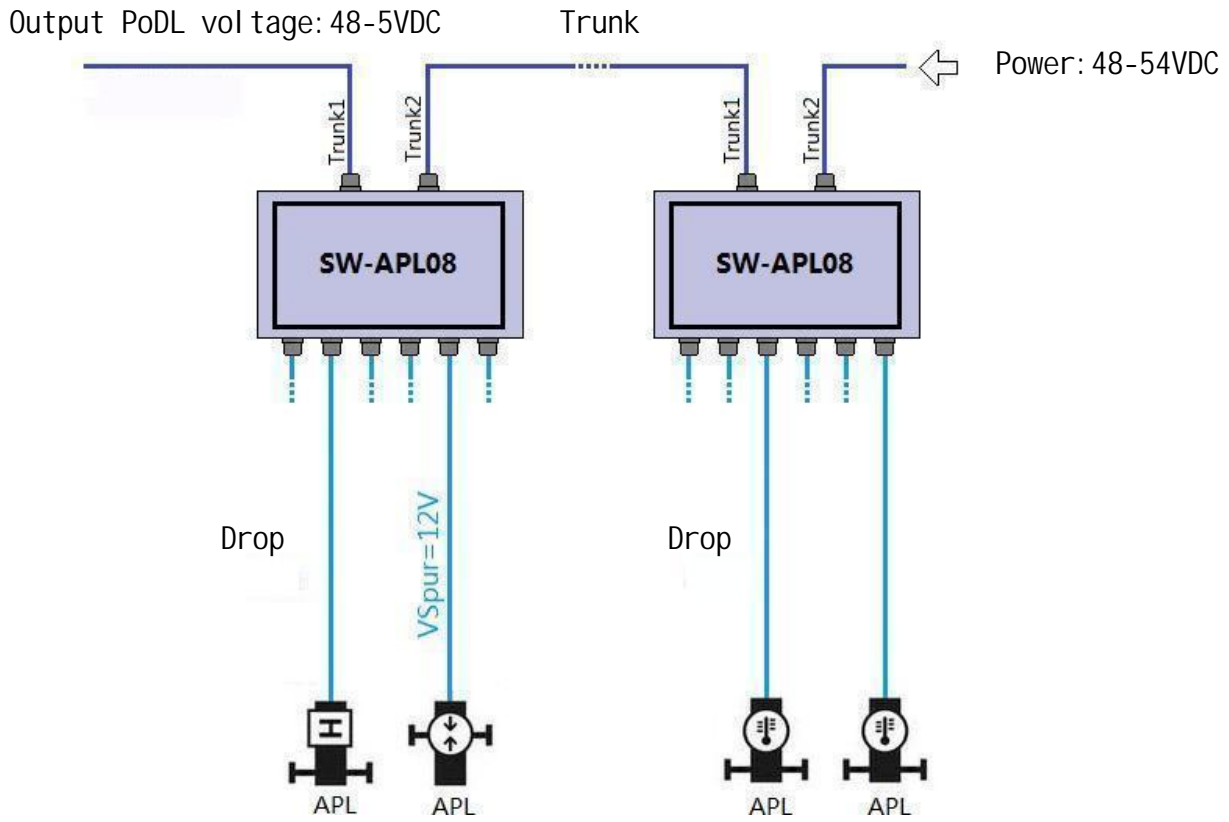 Output PoDL voltage:48-5VDC
Trunk
Power:48-54VDC
Trunk1
Trunk2
Trunk1
Trunk2
SW-APL08
SW-APL08
Drop
VSpur=12V
Drop
H
APL
APL
APL
APL